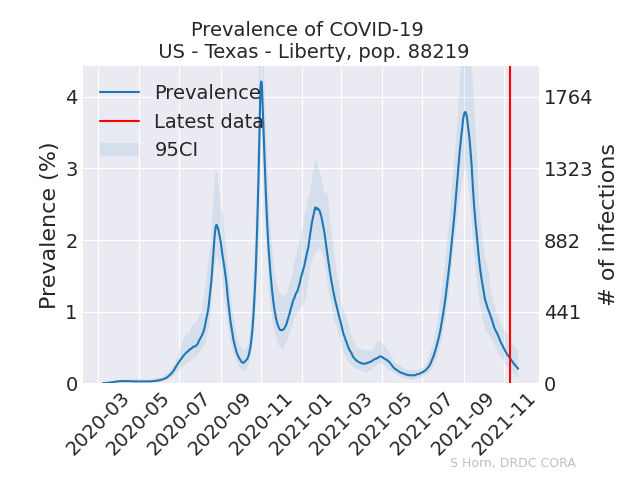 Prevalence of COVID-19
US - Texas - Liberty, pop. 88219
Prevalence
Latest data
95CI
Prevalence (%)
4
3
2
1
0
# of infections
1764
1323
882
441
0
2020-03
2020-05
2020-07
2020-09
2020-11
2021-01
2021-03
2021-05
2021-07
2021-09
2021-11
S Horn, DRDC CORA